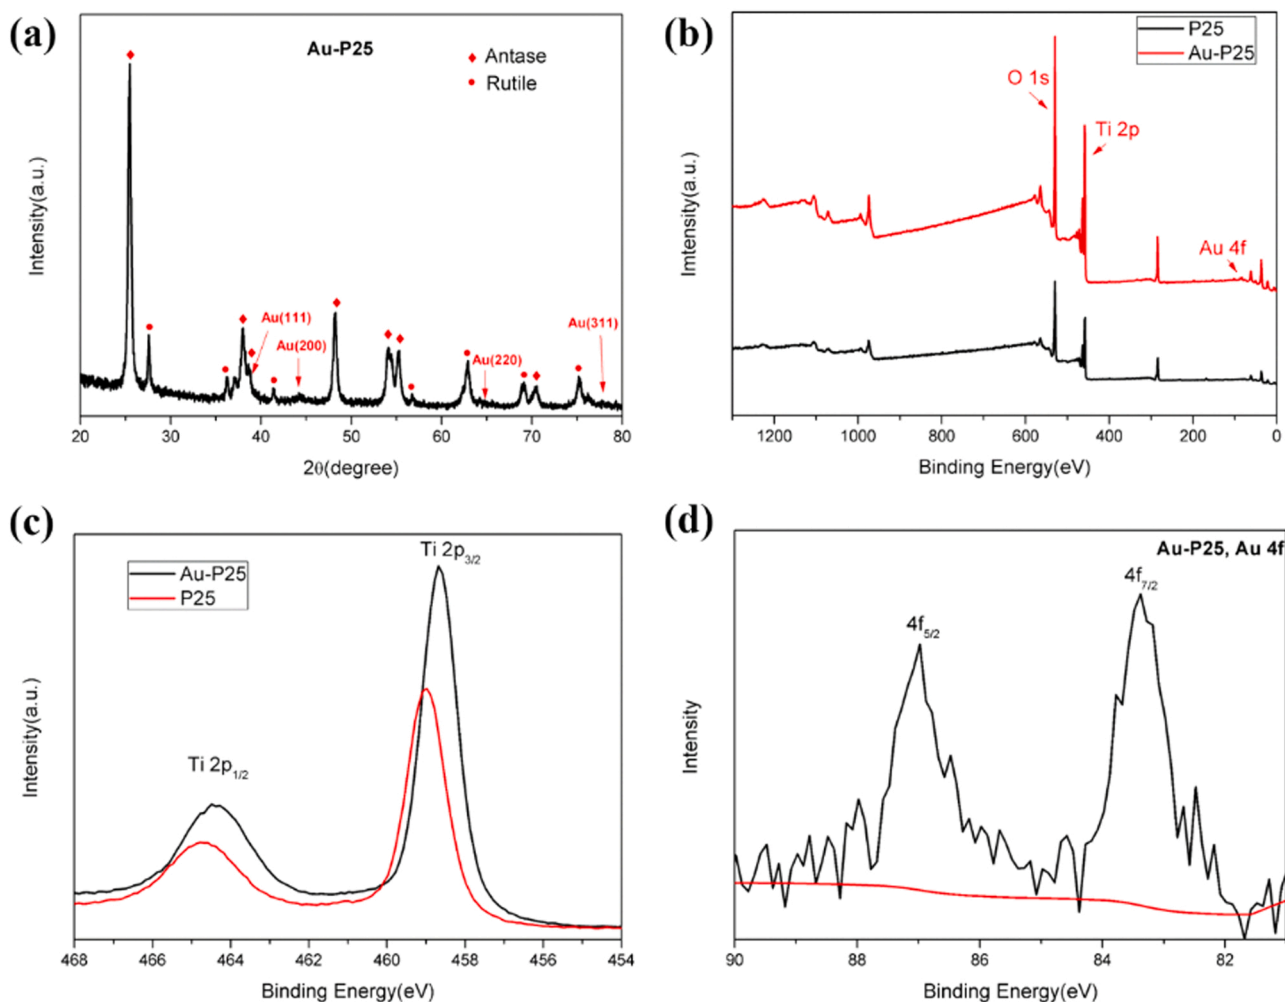 (a)
Au-P25
Antase
Rutile
Au(111)
Au(200)
Au(220)
Au(311)
Intensity(a.u.)
20 30 40 50 60 70 80
2θ(degree)
(b)
P25
Au-P25
O 1s
Ti 2p
Au 4f
Imtensity(a.u.)
1200 1000 800 600 400 200 0
Binding Energy(eV)
(c)
Au-P25
P25
Ti 2p3/2
Ti 2p1/2
Intensity(a.u.)
468 466 464 462 460 458 456 454
Binding Energy(eV)
(d)
Au-P25, Au 4f
4f7/2
4f5/2
Intensity
90 88 86 84 82
Binding Energy(eV)